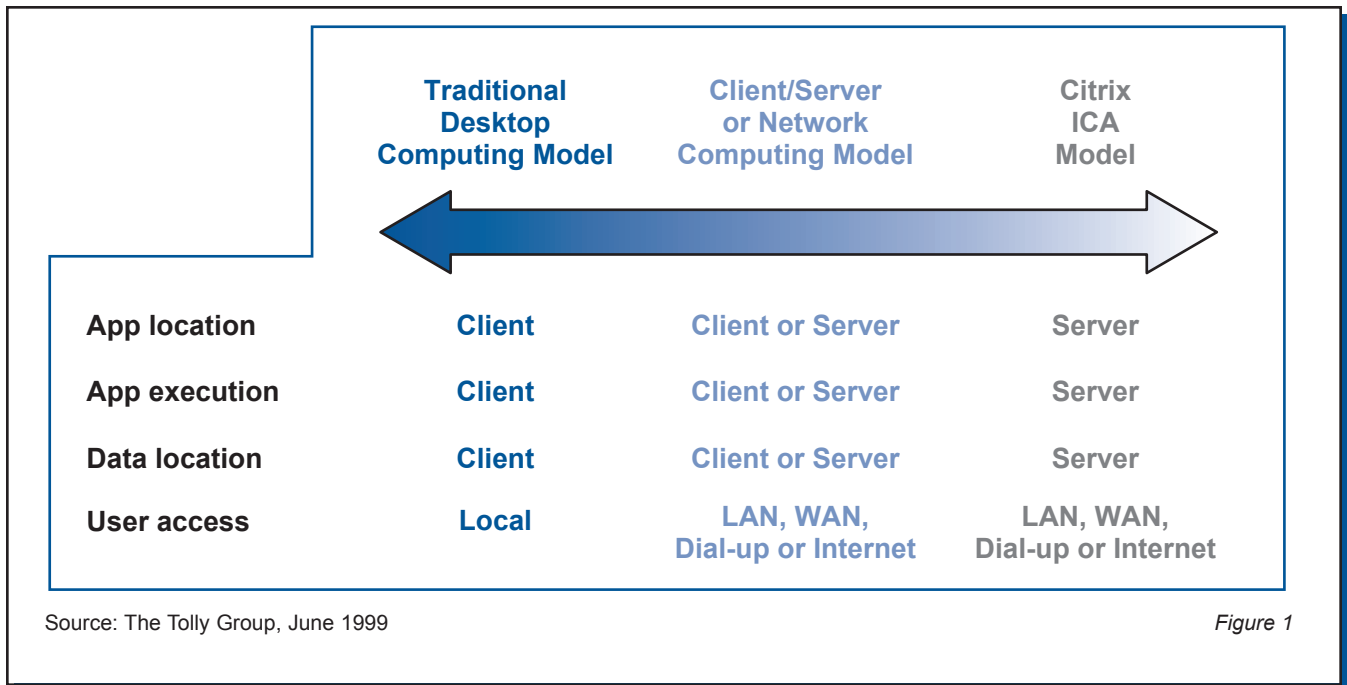 Traditional
Desktop
Computing Model
Client/Server
or Network
Computing Model
Citrix
ICA
Model
App location
Client
Client or Server
Server
App execution
Client
Client or Server
Server
Data location
Client
Client or Server
Server
User access
Local
LAN, WAN,
Dial-up or Internet
LAN, WAN,
Dial-up or Internet
Source: The Tolly Group, June 1999
Figure 1